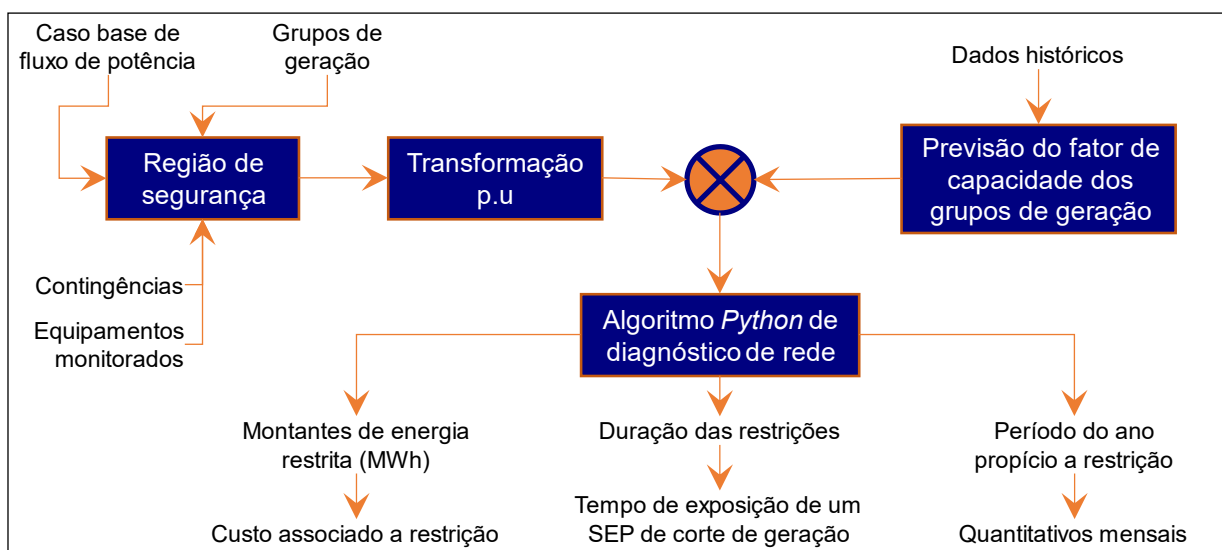 Caso base de
fluxo de potência
Grupos de
geração
Dados históricos
Região de
segurança
Transformação
p.u
Previsão do fator de
capacidade dos
grupos de geração
Contingências
Equipamentos
monitorados
Algoritmo Python de
diagnóstico de rede
Montantes de energia
restrita (MWh)
Duração das restrições
Período do ano
propício a restrição
Custo associado a restrição
Tempo de exposição de um
SEP de corte de geração
Quantitativos mensais